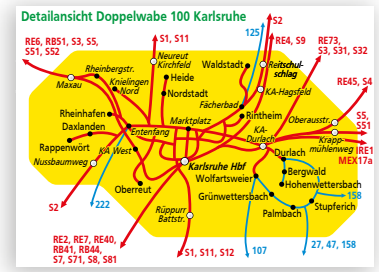 Detailansicht Doppelwabe 100 Karlsruhe
RE6, RB51, S3, S5,
S51, S52
S1, S11
125
S2
RE4, S9
RE73,
S3, S31, S32
RE45, S4
Neureut
Kirchfeld
Waldstadt
Reitschul-
schlag
Rheinbergstr.
Heide
Maxau
Knielingen
Nord
Nordstadt
KA-Hagsfeld
Fächerbad
Rheinhafen
Marktplatz
Rintheim
Oberausstr.
S5,
S51
Daxlanden
Entenfang
KA-
Durlach
Krapp-
mühlenweg
Rappenwört
KA West
Durlach
IRE1
MEX17a
Nussbaumweg
Karlsruhe Hbf
Bergwald
Oberreut
Wolfartsweier
Hohenwettersbach
158
S2
222
Rüppurr
Battstr.
Grünwettersbach
Stupferich
Palmbach
RE2, RE7, RE40,
RB41, RB44,
S7, S71, S8, S81
S1, S11, S12
107
27, 47, 158